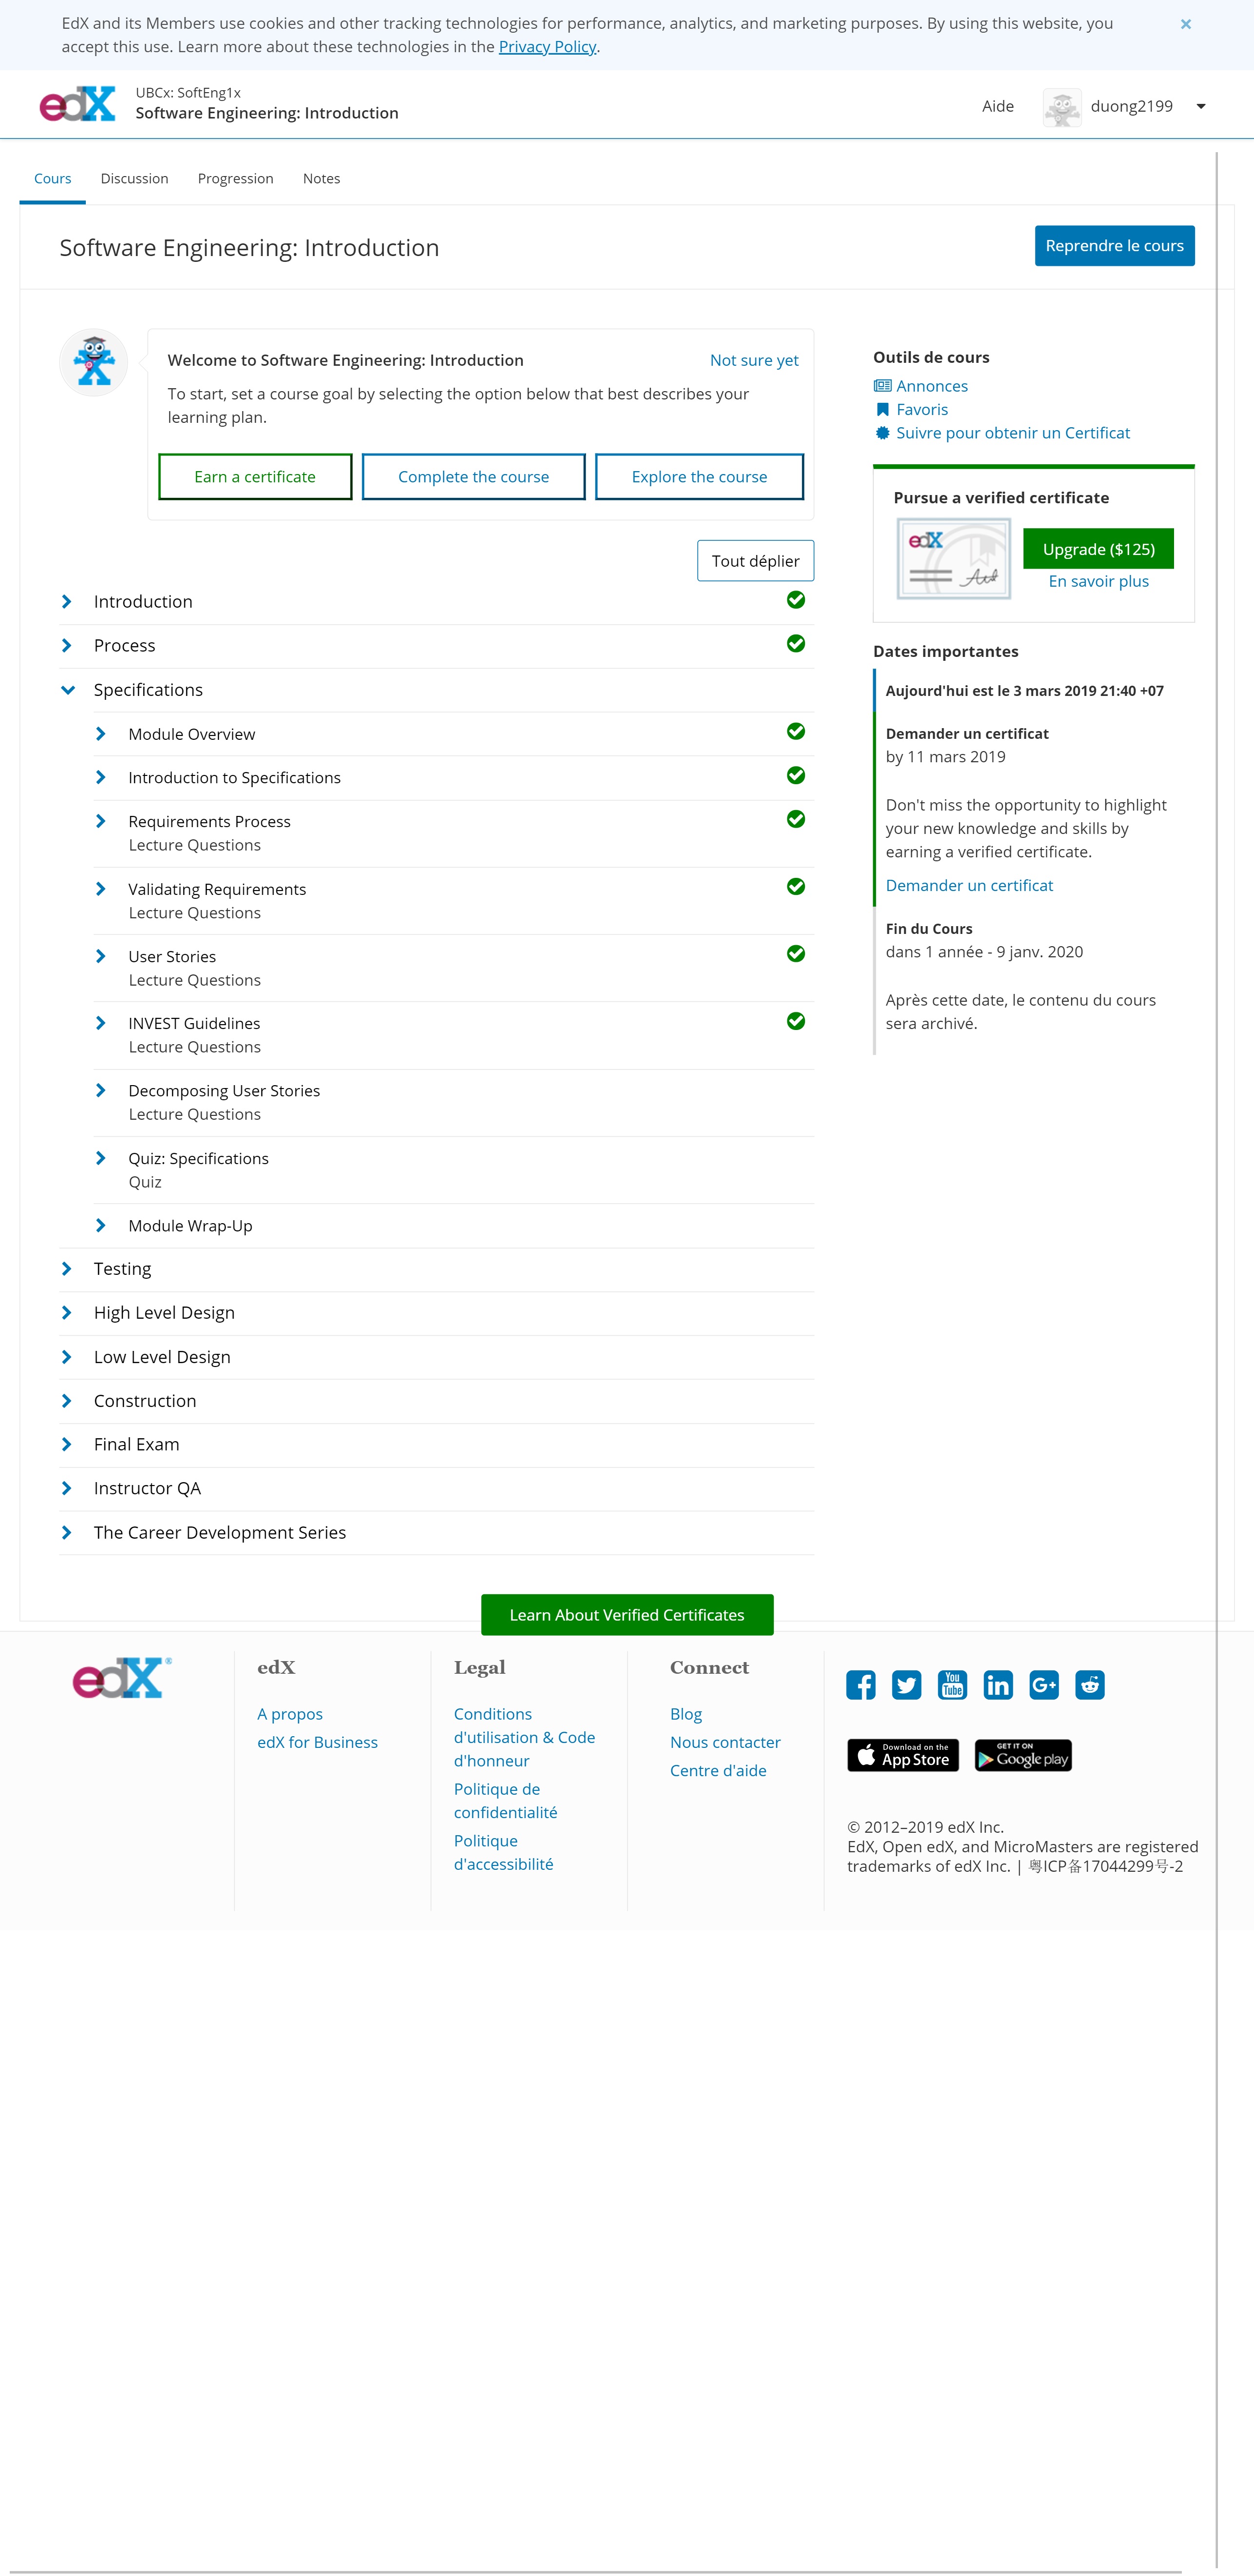 EdX and its Members use cookies and other tracking technologies for performance, analytics, and marketing purposes. By using this website, you
accept this use. Learn more about these technologies in the Privacy Policy.
edX
UBCx: SoftEng1x
Software Engineering: Introduction
Aide
duong2199
Cours
Discussion
Progression
Notes
Software Engineering: Introduction
Reprendre le cours
Welcome to Software Engineering: Introduction
Not sure yet
To start, set a course goal by selecting the option below that best describes your
learning plan.
Earn a certificate
Complete the course
Explore the course
Tout déplier
Introduction
Process
Specifications
Module Overview
Introduction to Specifications
Requirements Process
Lecture Questions
Validating Requirements
Lecture Questions
User Stories
Lecture Questions
INVEST Guidelines
Lecture Questions
Decomposing User Stories
Lecture Questions
Quiz: Specifications
Quiz
Module Wrap-Up
Testing
High Level Design
Low Level Design
Construction
Final Exam
Instructor QA
The Career Development Series
Outils de cours
Annonces
Favoris
Suivre pour obtenir un Certificat
Pursue a verified certificate
edX
Upgrade ($125)
En savoir plus
Dates importantes
Aujourd'hui est le 3 mars 2019 21:40 +07
Demander un certificat
by 11 mars 2019
Don't miss the opportunity to highlight
your new knowledge and skills by
earning a verified certificate.
Demander un certificat
Fin du Cours
dans 1 année - 9 janv. 2020
Après cette date, le contenu du cours
sera archivé.
Learn About Verified Certificates
edX®
edX
A propos
edX for Business
Legal
Conditions
d'utilisation & Code
d'honneur
Politique de
confidentialité
Politique
d'accessibilité
Connect
Blog
Nous contacter
Centre d'aide
You
Tube
in
G+
Download on the
App Store
GET IT ON
Google play
© 2012–2019 edX Inc.
EdX, Open edX, and MicroMasters are registered
trademarks of edX Inc. | 粤ICP备17044299号-2